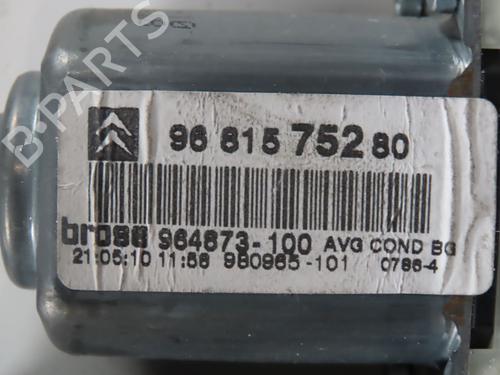 B-PARTS
96 815 752 80
brose 964873-100 AVG COND BG
21:05:10 11:58 980965-101 0786-4